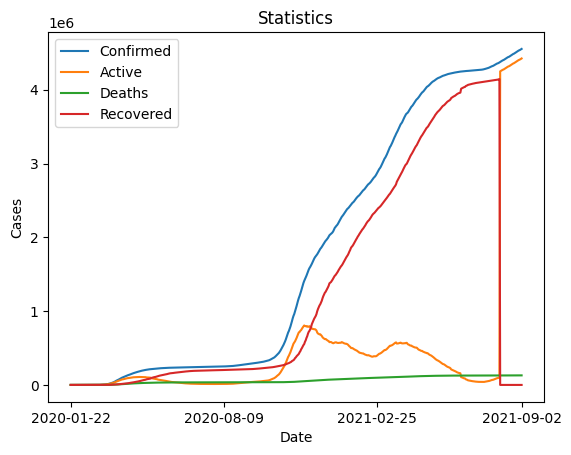 Statistics
1e6
Confirmed
Active
Deaths
Recovered
4
3
2
1
0
Cases
2020-01-22
2020-08-09
2021-02-25
2021-09-02
Date